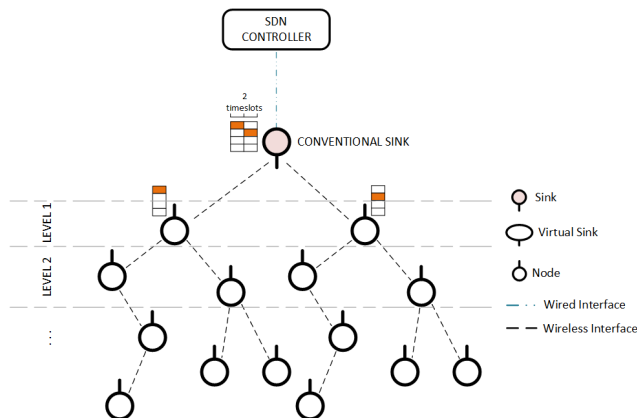 SDN
CONTROLLER
2
timeslots
CONVENTIONAL SINK
LEVEL 1
LEVEL 2
...
Sink
Virtual Sink
Node
Wired Interface
Wireless Interface